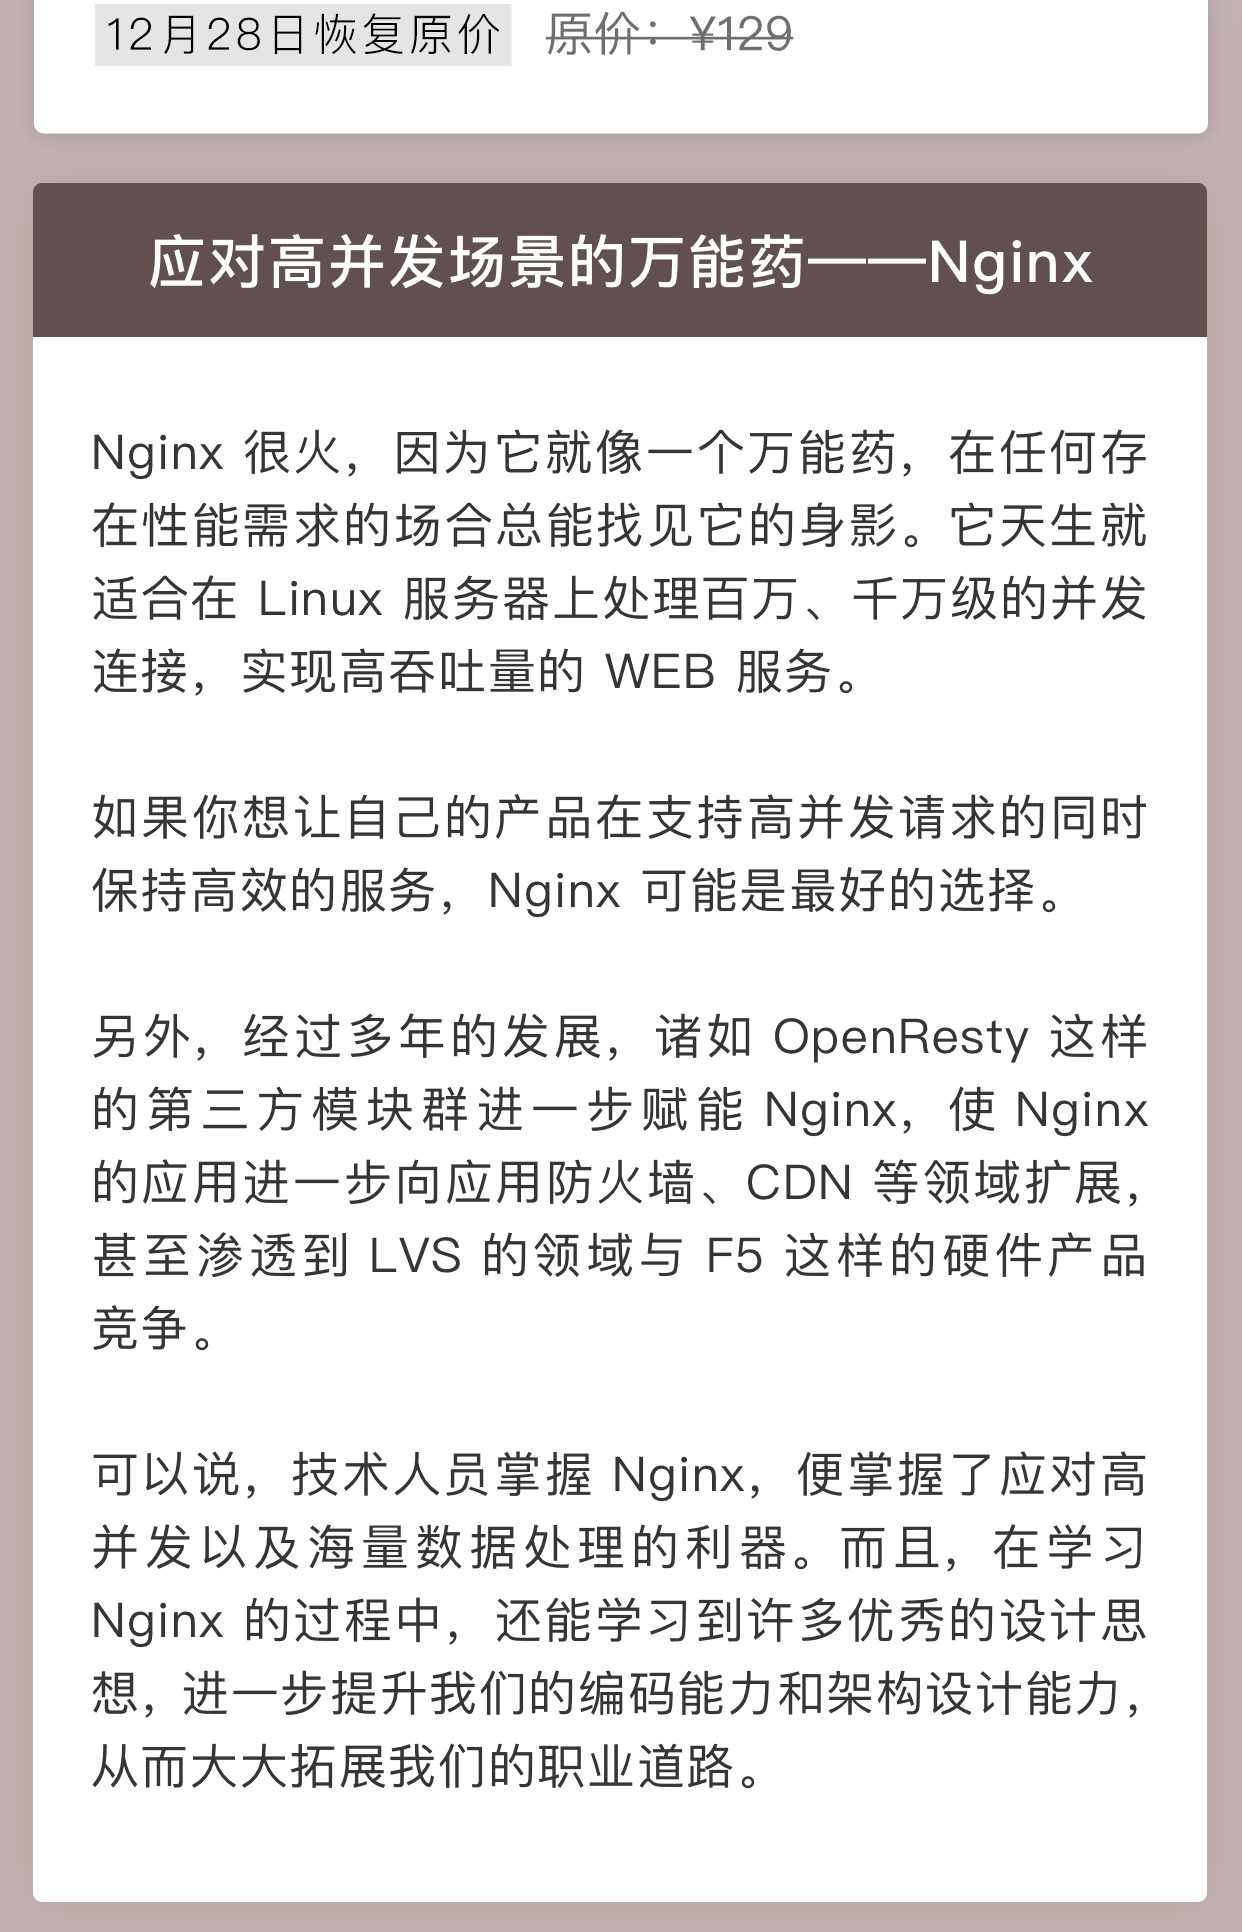 12月28日恢复原价 原价：¥129
应对高并发场景的万能药——Nginx
Nginx 很火，因为它就像一个万能药，在任何存
在性能需求的场合总能找见它的身影。它天生就
适合在 Linux 服务器上处理百万、千万级的并发
连接，实现高吞吐量的 WEB 服务。
如果你想让自己的产品在支持高并发请求的同时
保持高效的服务，Nginx 可能是最好的选择。
另外，经过多年的发展，诸如 OpenResty 这样
的第三方模块群进一步赋能 Nginx，使 Nginx
的应用进一步向应用防火墙、CDN 等领域扩展，
甚至渗透到 LVS 的领域与 F5 这样的硬件产品
竞争。
可以说，技术人员掌握 Nginx，便掌握了应对高
并发以及海量数据处理的利器。而且，在学习
Nginx 的过程中，还能学习到许多优秀的设计思
想，进一步提升我们的编码能力和架构设计能力，
从而大大拓展我们的职业道路。